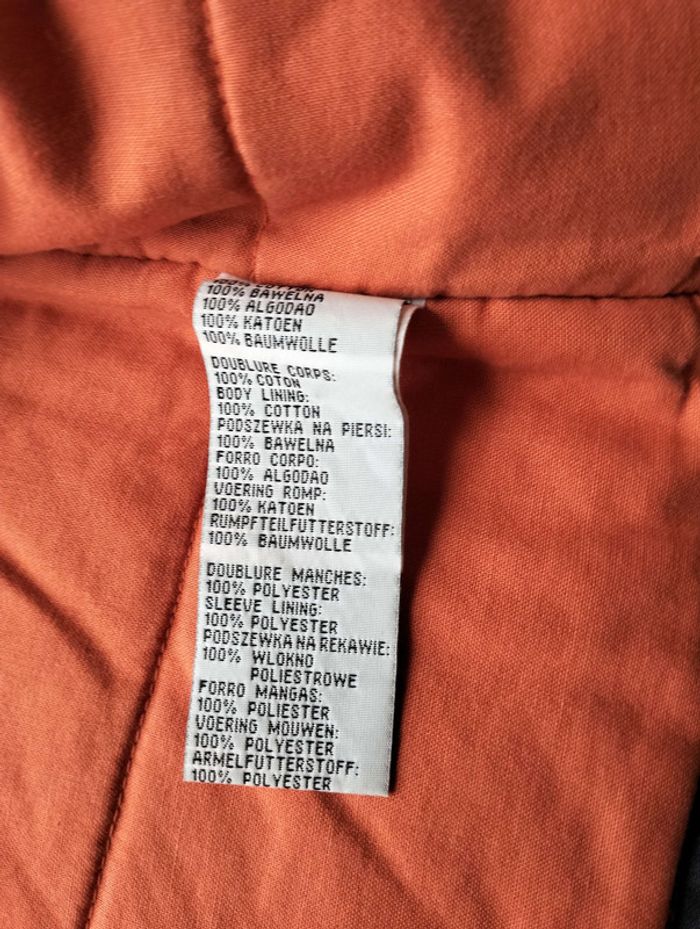 100% COTTON
100% BAWELNA
100% ALGODAO
100% KATOEN
100% BAUMWOLLE
DOUBLURE CORPS:
100% COTON
BODY LINING:
100% COTTON
PODSZEWKA NA PIERSI:
100% BAWELNA
FORRO CORPO:
100% ALGODAO
VOERING ROMP:
100% KATOEN
RUMPFTEILFUTTERSTOFF:
100% BAUMWOLLE
DOUBLURE MANCHES:
100% POLYESTER
SLEEVE LINING:
100% POLYESTER
PODSZEWKA NA REKAWIE:
100% WLOKNO
POLIESTROWE
FORRO MANGAS:
100% POLIESTER
VOERING MOUWEN:
100% POLYESTER
ARMELFUTTERSTOFF:
100% POLYESTER